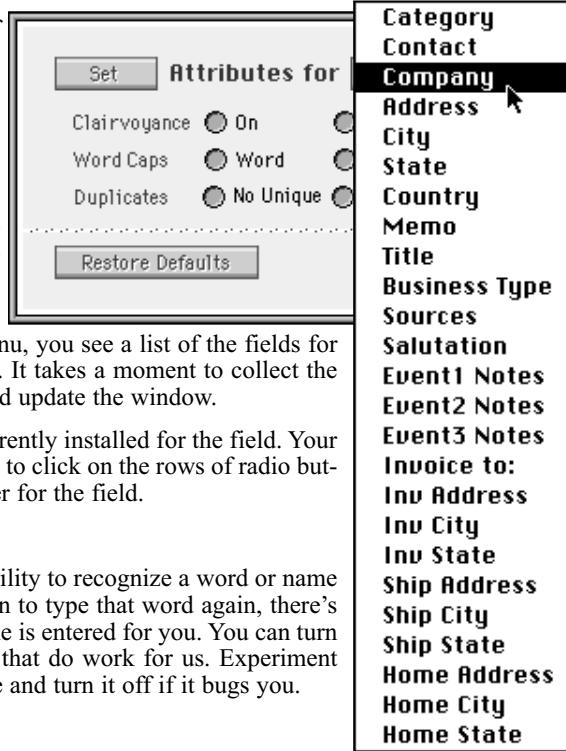 Set Attributes for
Clairvoyance On
Word Caps Word
Duplicates No Unique
Restore Defaults
Category
Contact
Company
Address
City
State
Country
Memo
Title
Business Type
Sources
Salutation
Event1 Notes
Event2 Notes
Event3 Notes
Invoice to:
Inv Address
Inv City
Inv State
Ship Address
Ship City
Ship State
Home Address
Home City
Home State
nu, you see a list of the fields for
. It takes a moment to collect the
d update the window.
rently installed for the field. Your
to click on the rows of radio but-
er for the field.
ility to recognize a word or name
n to type that word again, there's
e is entered for you. You can turn
that do work for us. Experiment
e and turn it off if it bugs you.